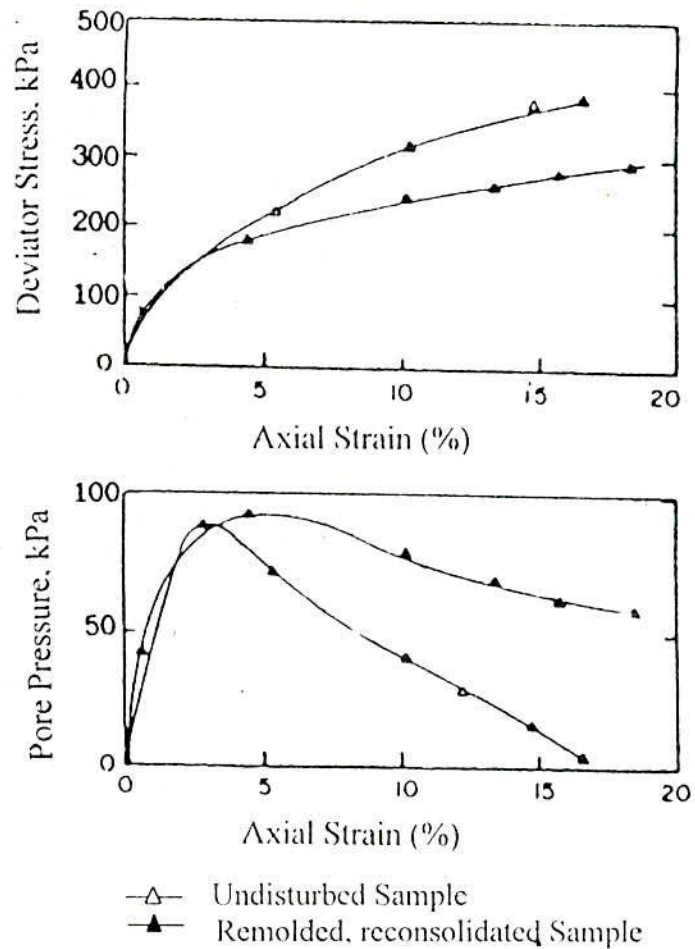 500
400
300
200
100
0
Deviator Stress. kPa
0 5 10 15 20
Axial Strain (%)
100
50
0
Pore Pressure, kPa
0 5 10 15 20
Axial Strain (%)
Undisturbed Sample
Remolded, reconsolidated Sample